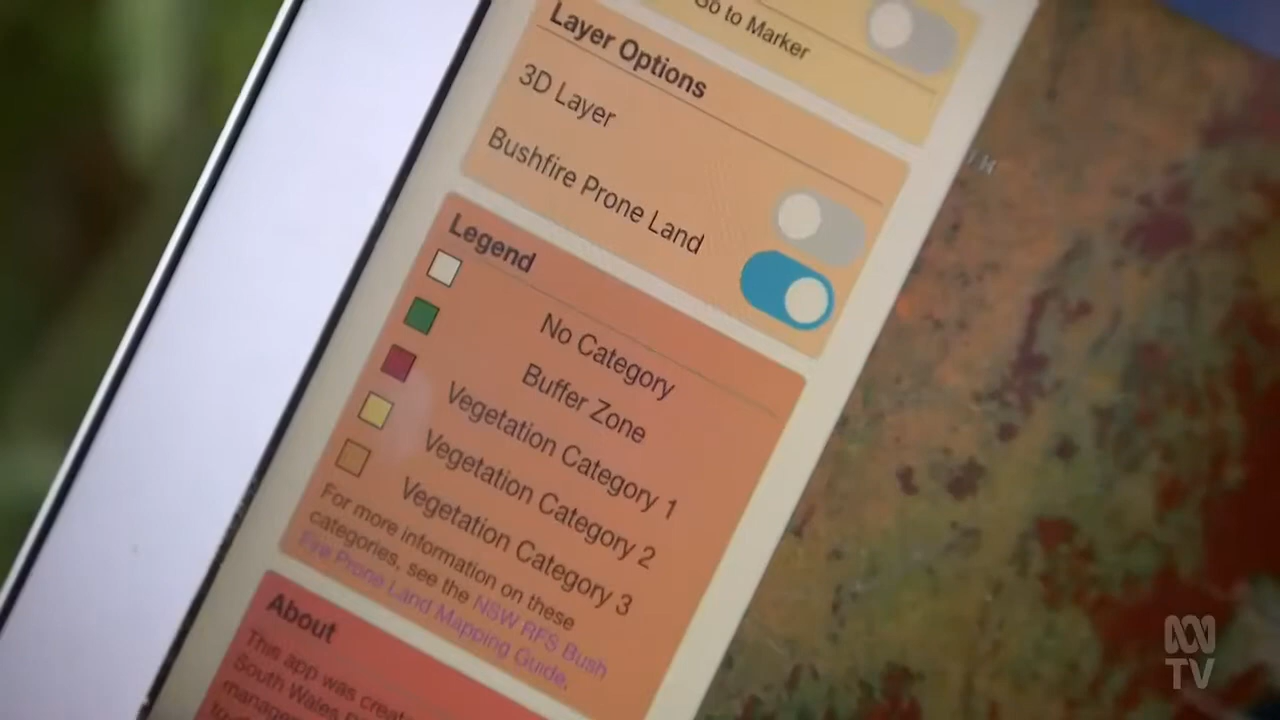 Go to Marker
Layer Options
3D Layer
Bushfire Prone Land
Legend
No Category
Buffer Zone
Vegetation Category 1
Vegetation Category 2
Vegetation Category 3
For more information on these
categories, see the NSW RFS Bush
Fire Prone Land Mapping Guide.
About
This app was
South Wales
ABC
TV